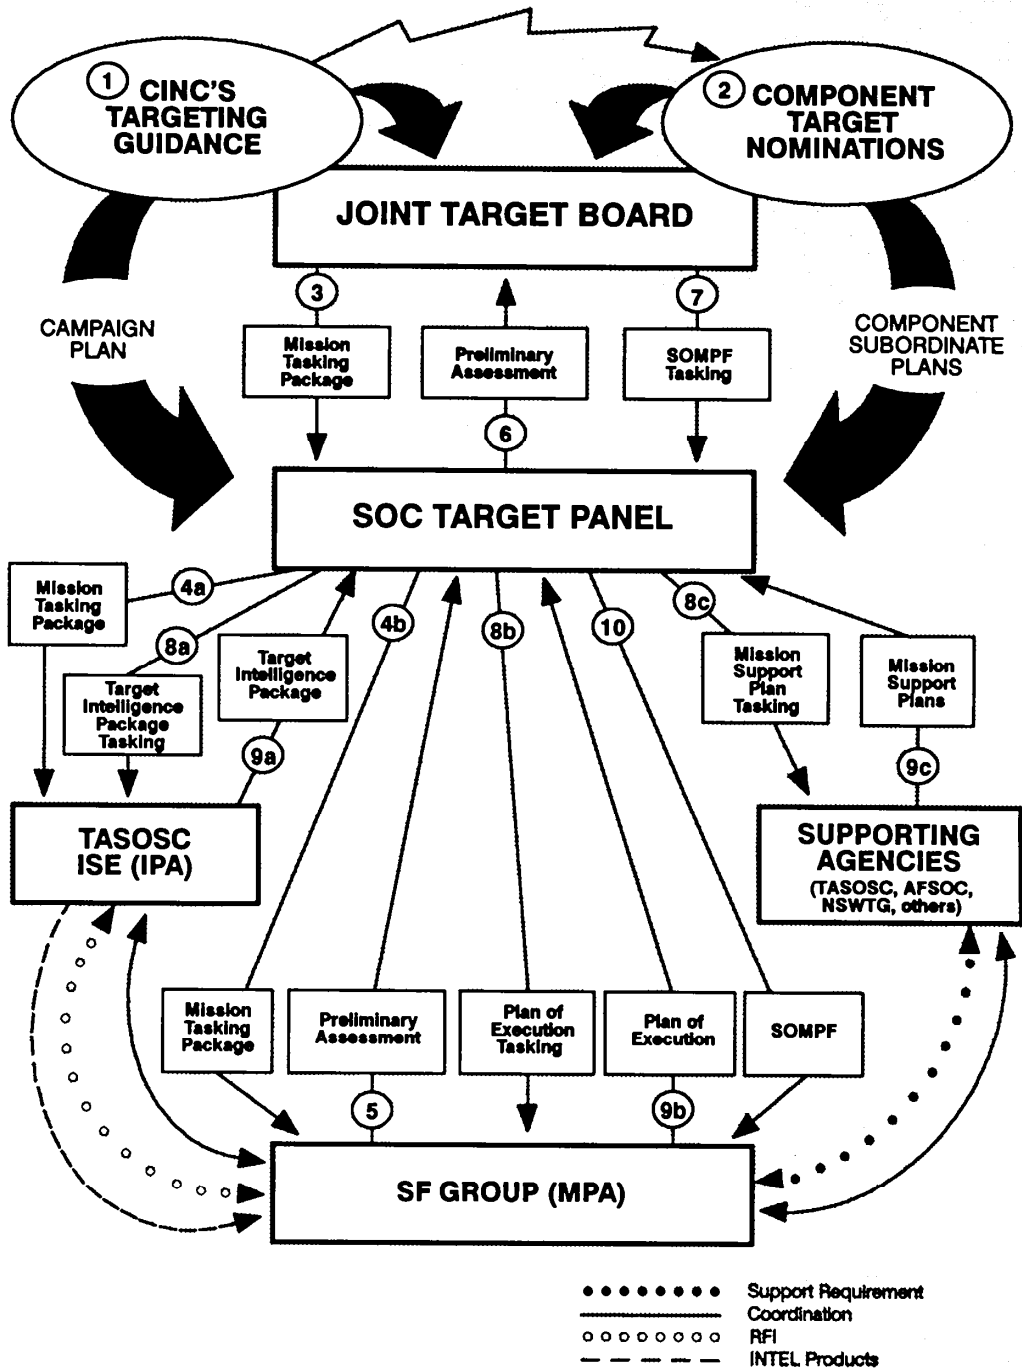 1
CINC'S
TARGETING
GUIDANCE
2
COMPONENT
TARGET
NOMINATIONS
JOINT TARGET BOARD
CAMPAIGN
PLAN
COMPONENT
SUBORDINATE
PLANS
3
Mission
Tasking
Package
Preliminary
Assessment
6
7
SOMPF
Tasking
SOC TARGET PANEL
Mission
Tasking
Package
4a
8a
Target
Intelligence
Package
Tasking
Target
Intelligence
Package
9a
4b
8b
10
8c
Mission
Support
Plan
Tasking
Mission
Support
Plans
9c
TASOSC
ISE (IPA)
SUPPORTING
AGENCIES
(TASOSC, AFSOC,
NSWTG, others)
Mission
Tasking
Package
Preliminary
Assessment
Plan of
Execution
Tasking
Plan of
Execution
SOMPF
5
9b
SF GROUP (MPA)
Support Requirement
Coordination
RFI
INTEL Products